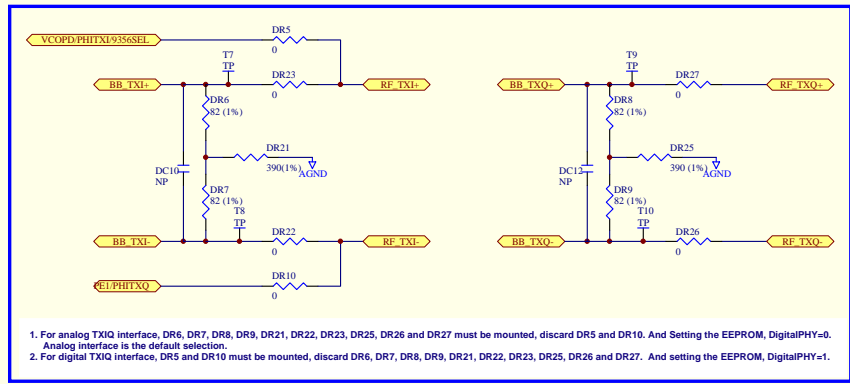 DR5
VCOPD/PHITXI/9356SEL
0
T7
TP
T9
TP
BB_TXI+
DR23
0
RF_TXI+
BB_TXQ+
DR27
0
RF_TXQ+
DR6
82 (1%)
DR8
82 (1%)
DR21
390(1%)
AGND
DR25
390 (1%)
AGND
DC10
NP
DC12
NP
DR7
82 (1%)
DR9
82 (1%)
T8
TP
T10
TP
BB_TXI-
DR22
0
RF_TXI-
BB_TXQ-
DR26
0
RF_TXQ-
DR10
PE1/PHITXQ
0
1. For analog TXIQ interface, DR6, DR7, DR8, DR9, DR21, DR22, DR23, DR25, DR26 and DR27 must be mounted, discard DR5 and DR10. And Setting the EEPROM, DigitalPHY=0.
Analog interface is the default selection.
2. For digital TXIQ interface, DR5 and DR10 must be mounted, discard DR6, DR7, DR8, DR9, DR21, DR22, DR23, DR25, DR26 and DR27. And setting the EEPROM, DigitalPHY=1.